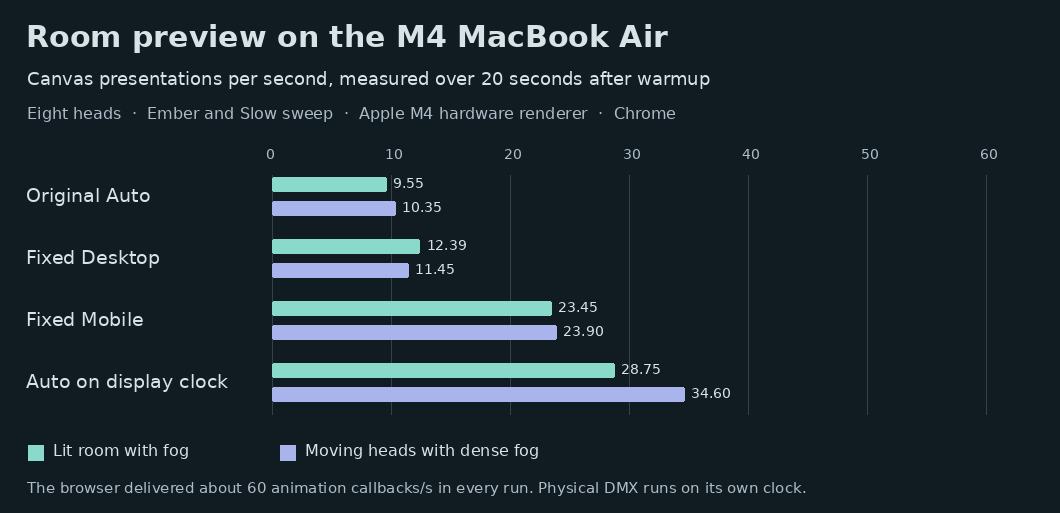 Room preview on the M4 MacBook Air
Canvas presentations per second, measured over 20 seconds after warmup
Eight heads · Ember and Slow sweep · Apple M4 hardware renderer · Chrome
0 10 20 30 40 50 60
Original Auto
9.55
10.35
Fixed Desktop
12.39
11.45
Fixed Mobile
23.45
23.90
Auto on display clock
28.75
34.60
Lit room with fog
Moving heads with dense fog
The browser delivered about 60 animation callbacks/s in every run. Physical DMX runs on its own clock.